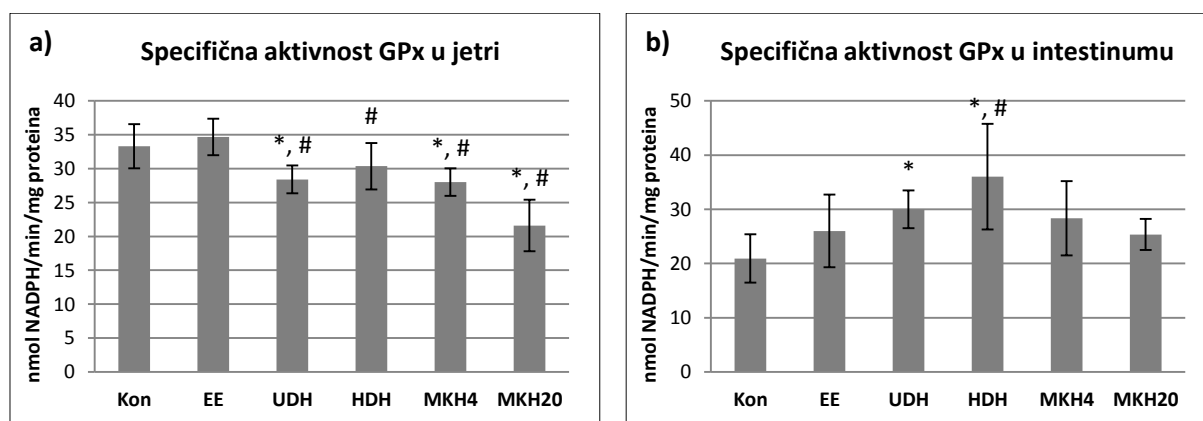 a)
Specifična aktivnost GPx u jetri
nmol NADPH/min/mg proteina
40
35
30
25
20
15
10
5
0
*, #
#
*, #
*, #
Kon EE UDH HDH MKH4 MKH20
b)
Specifična aktivnost GPx u intestinumu
nmol NADPH/min/mg proteina
50
40
30
20
10
0
*
*, #
Kon EE UDH HDH MKH4 MKH20